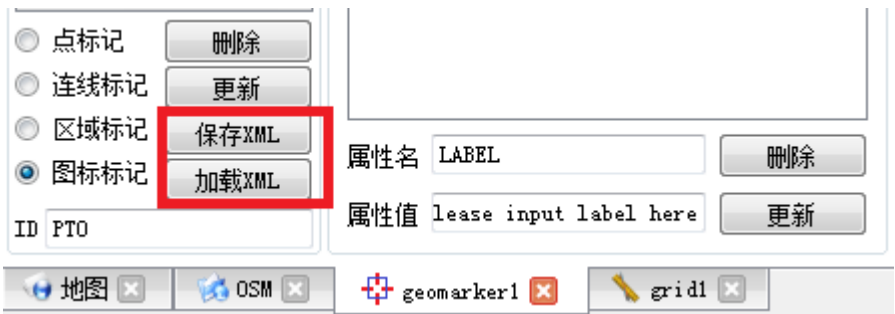 点标记 删除
连线标记 更新
区域标记 保存XML
图标标记 加载XML
ID PTO
属性名 LABEL 删除
属性值 lease input label here 更新
地图 OSM geomarker1 grid1